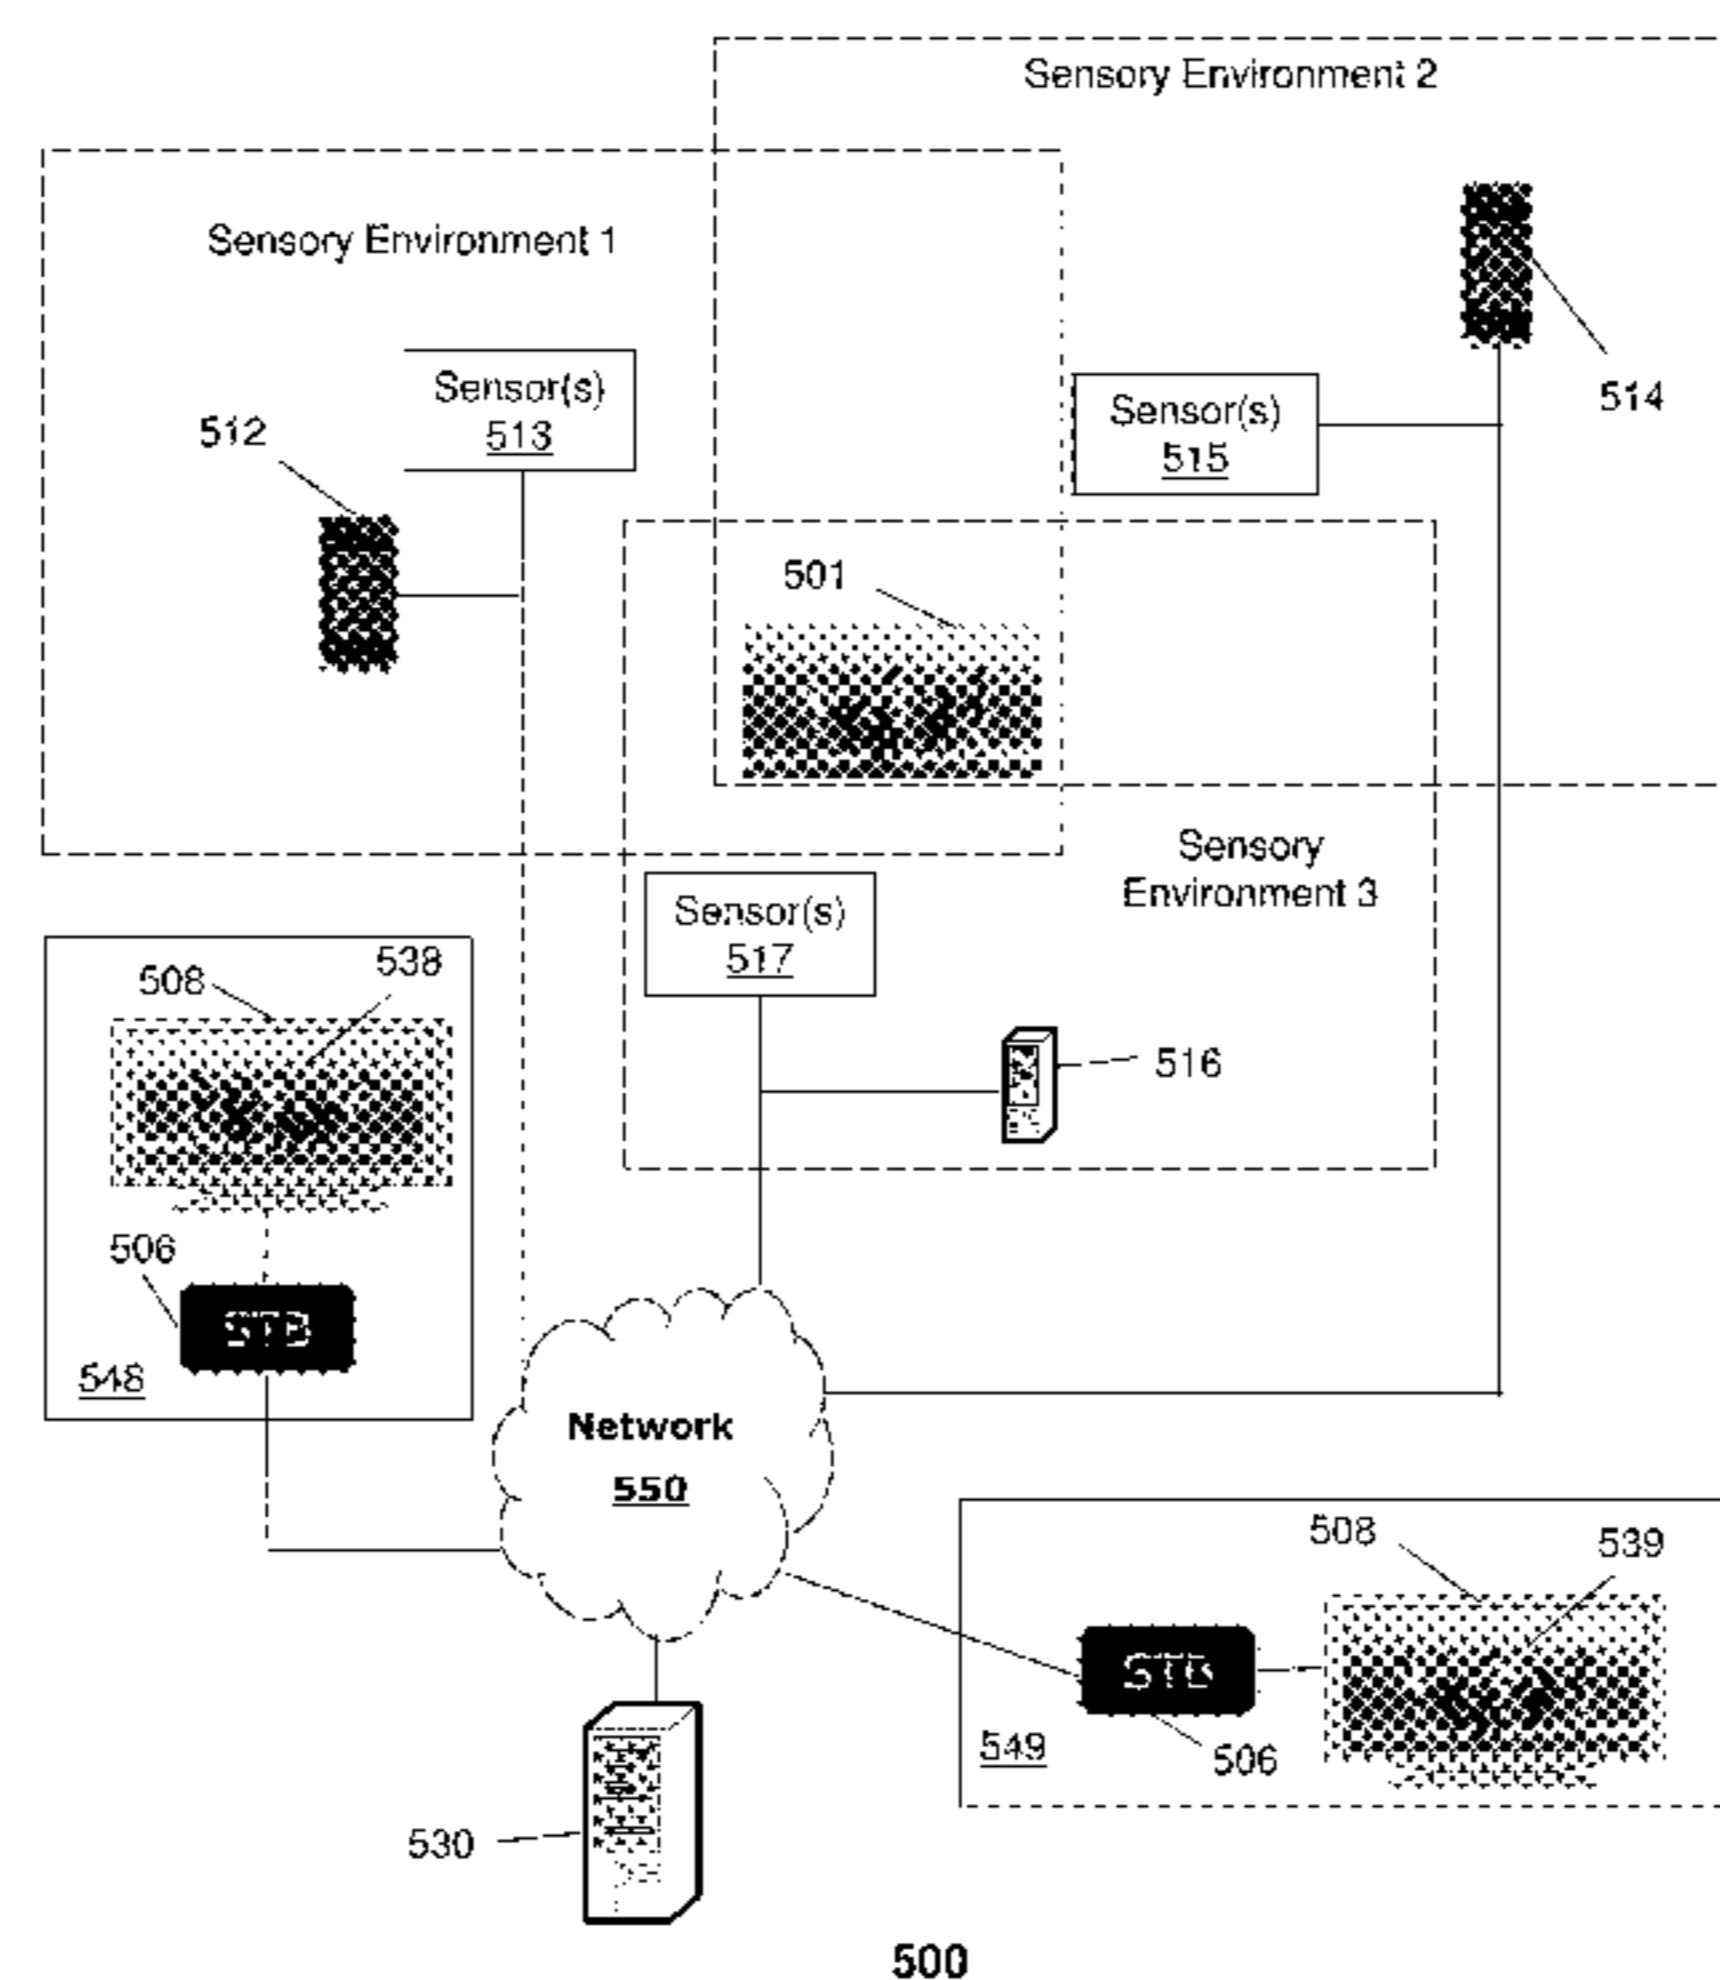 Sensory Environment 2
Sensory Environment 1
Sensor(s)
513
512
Sensor(s)
515
514
501
Sensory
Environment 3
Sensor(s)
517
516
508
538
506
STB
548
Network
550
508
539
STB
506
549
530
500